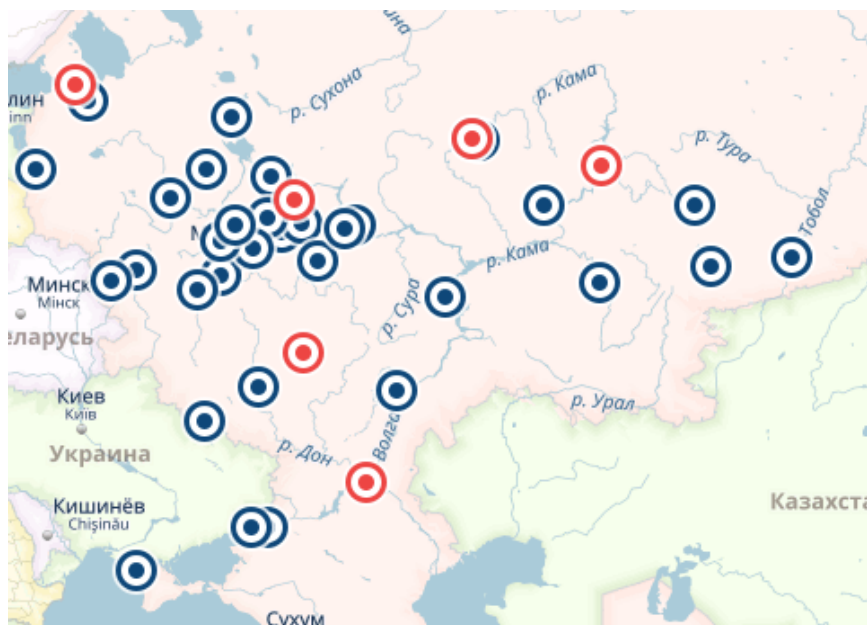 р. Кама
р. Сухона
лин
inn
р. Тура
Тобол
М
р. Кама
Минск
Мінск
р. Сура
еларусь
Киев
Київ
р. Урал
Волга
р. Дон
Украина
Кишинёв
Chișinău
Казахста
Сухум